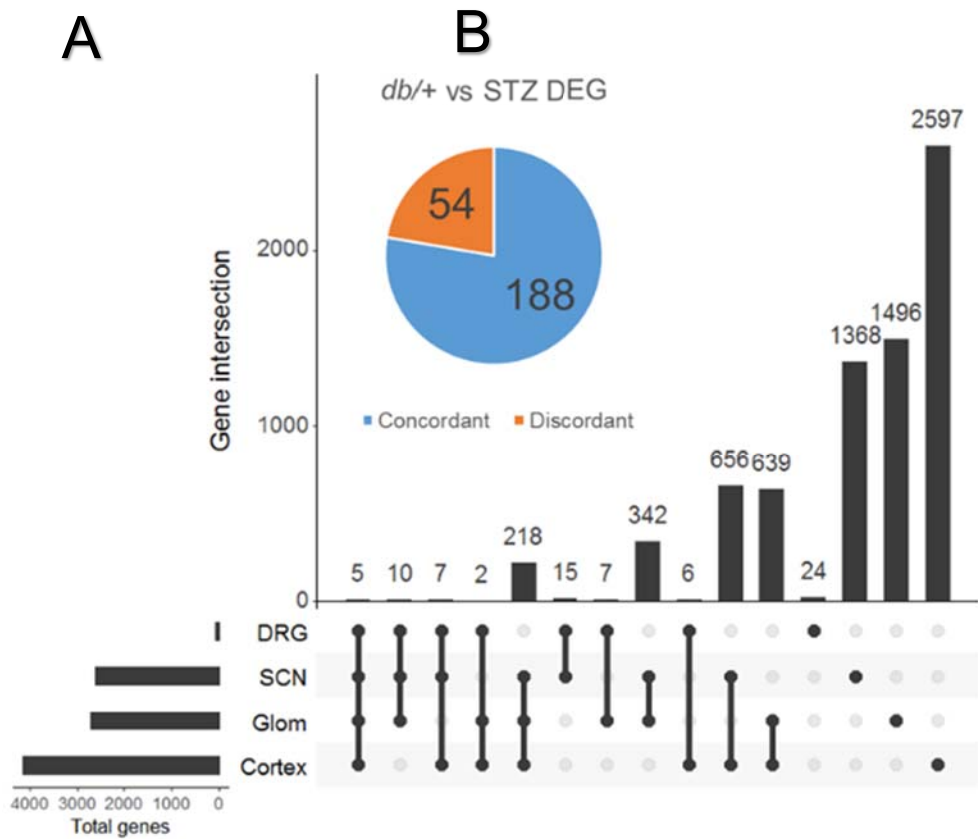 A B
db/+ vs STZ DEG
54
188
Concordant Discordant
Gene intersection
2000
1000
0
5 10 7 2 218 15 7 342 6 656 639 24 1368 1496 2597
DRG
SCN
Glom
Cortex
4000 3000 2000 1000 0
Total genes